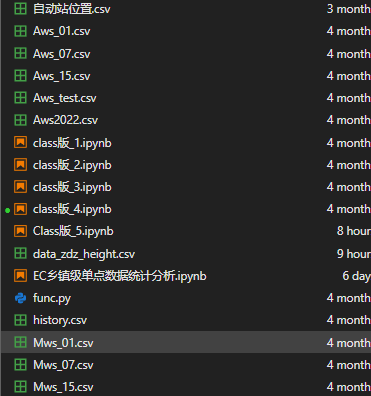 自动站位置.csv 3 month
Aws_01.csv 4 month
Aws_07.csv 4 month
Aws_15.csv 4 month
Aws_test.csv 4 month
Aws2022.csv 4 month
class版_1.ipynb 4 month
class版_2.ipynb 4 month
class版_3.ipynb 4 month
class版_4.ipynb 4 month
Class版_5.ipynb 8 hour
data_zdz_height.csv 9 hour
EC乡镇级单点数据统计分析.ipynb 6 day
func.py 4 month
history.csv 4 month
Mws_01.csv 4 month
Mws_07.csv 4 month
Mws_15.csv 4 month